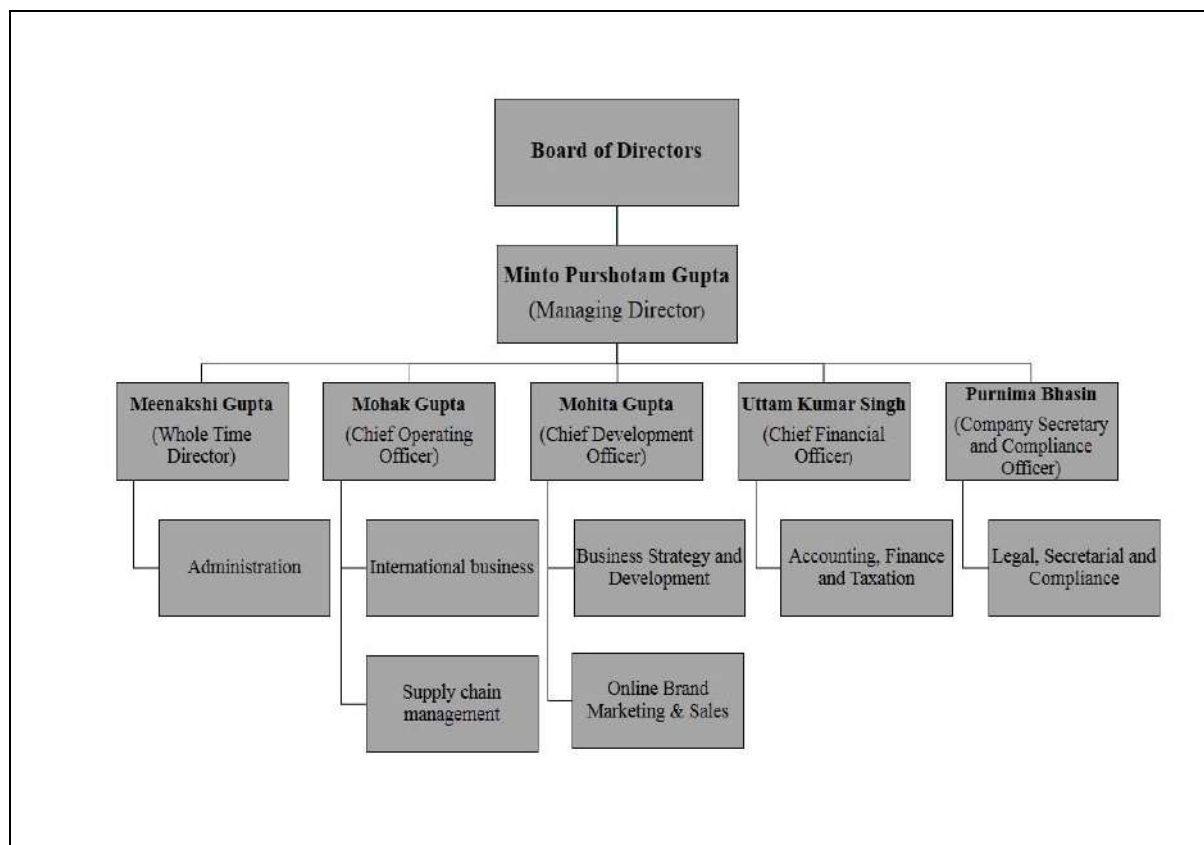 Board of Directors
Minto Purshotam Gupta
(Managing Director)
Meenakshi Gupta
(Whole Time
Director)
Mohak Gupta
(Chief Operating
Officer)
Mohita Gupta
(Chief Development
Officer)
Uttam Kumar Singh
(Chief Financial
Officer)
Purnima Bhasin
(Company Secretary
and Compliance
Officer)
Administration
International business
Business Strategy and
Development
Accounting, Finance
and Taxation
Legal, Secretarial and
Compliance
Supply chain
management
Online Brand
Marketing & Sales